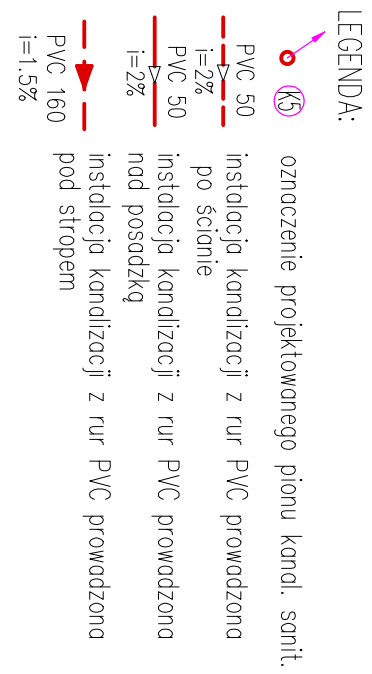 LEGENDA:
K5
oznaczenie projektowanego pionu kanal. sanit.
PVC 50
i=2%
instalacja kanalizacji z rur PVC prowadzona
po ścianie
PVC 50
i=2%
instalacja kanalizacji z rur PVC prowadzona
nad posadzką
PVC 160
i=1.5%
instalacja kanalizacji z rur PVC prowadzona
pod stropem